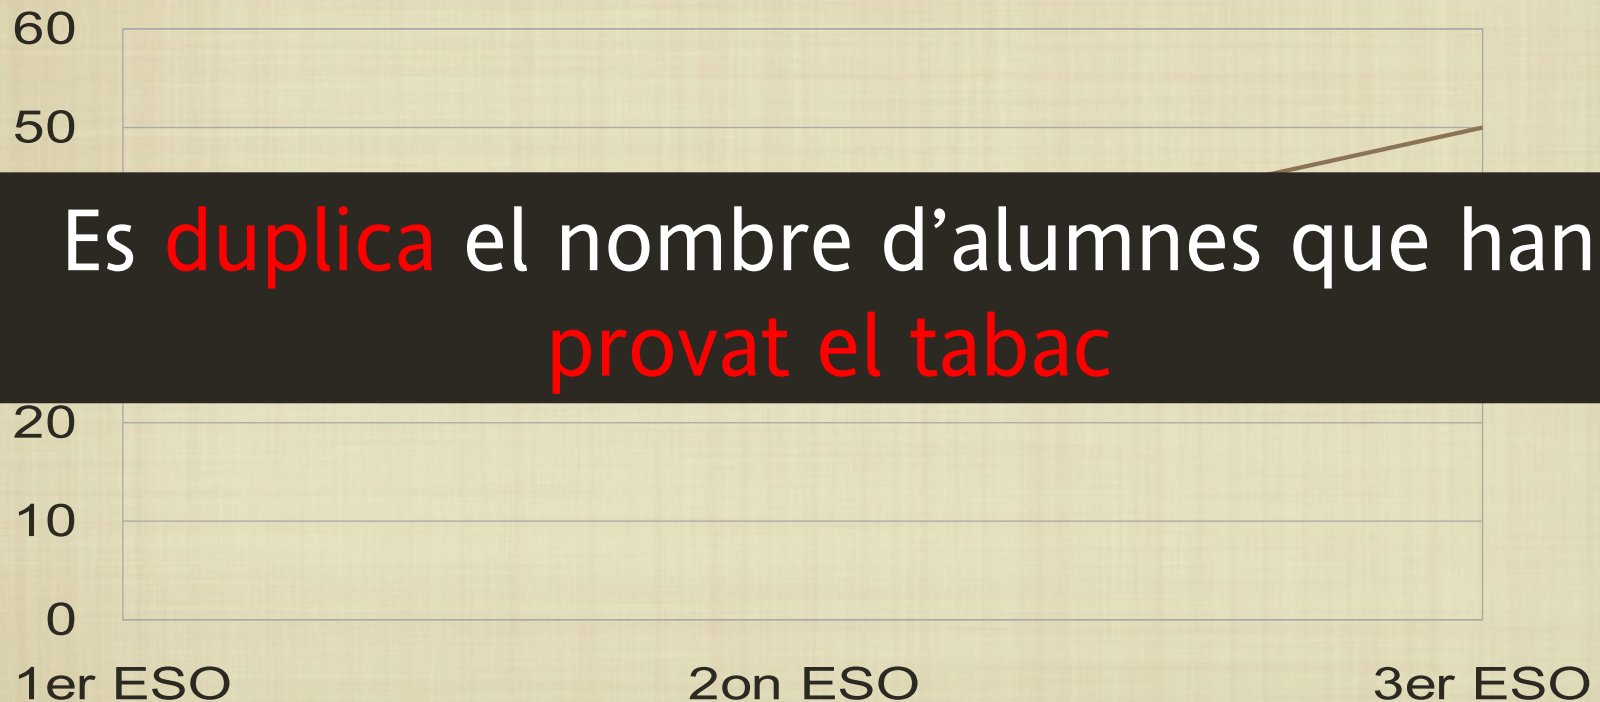 60
50
Es duplica el nombre d’alumnes que han
provat el tabac
20
10
0
1er ESO 2on ESO 3er ESO